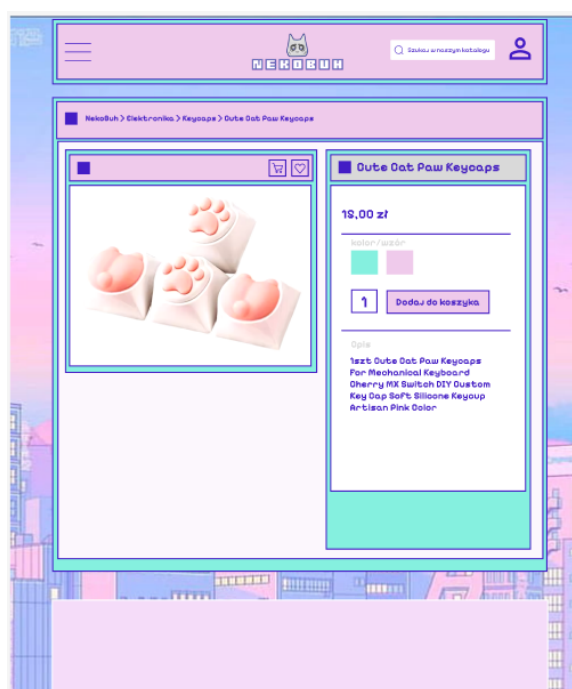 NEKOBUH
Szukaj w naszym katalogu
NekoBuh > Elektronika > Keycaps > Cute Cat Paw Keycaps
Cute Cat Paw Keycaps
18,00 zł
kolor/wzór
1
Dodaj do koszyka
Opis
1szt Cute Cat Paw Keycaps
For Mechanical Keyboard
Cherry MX Switch DIY Custom
Key Cap Soft Silicone Keycup
Artisan Pink Color